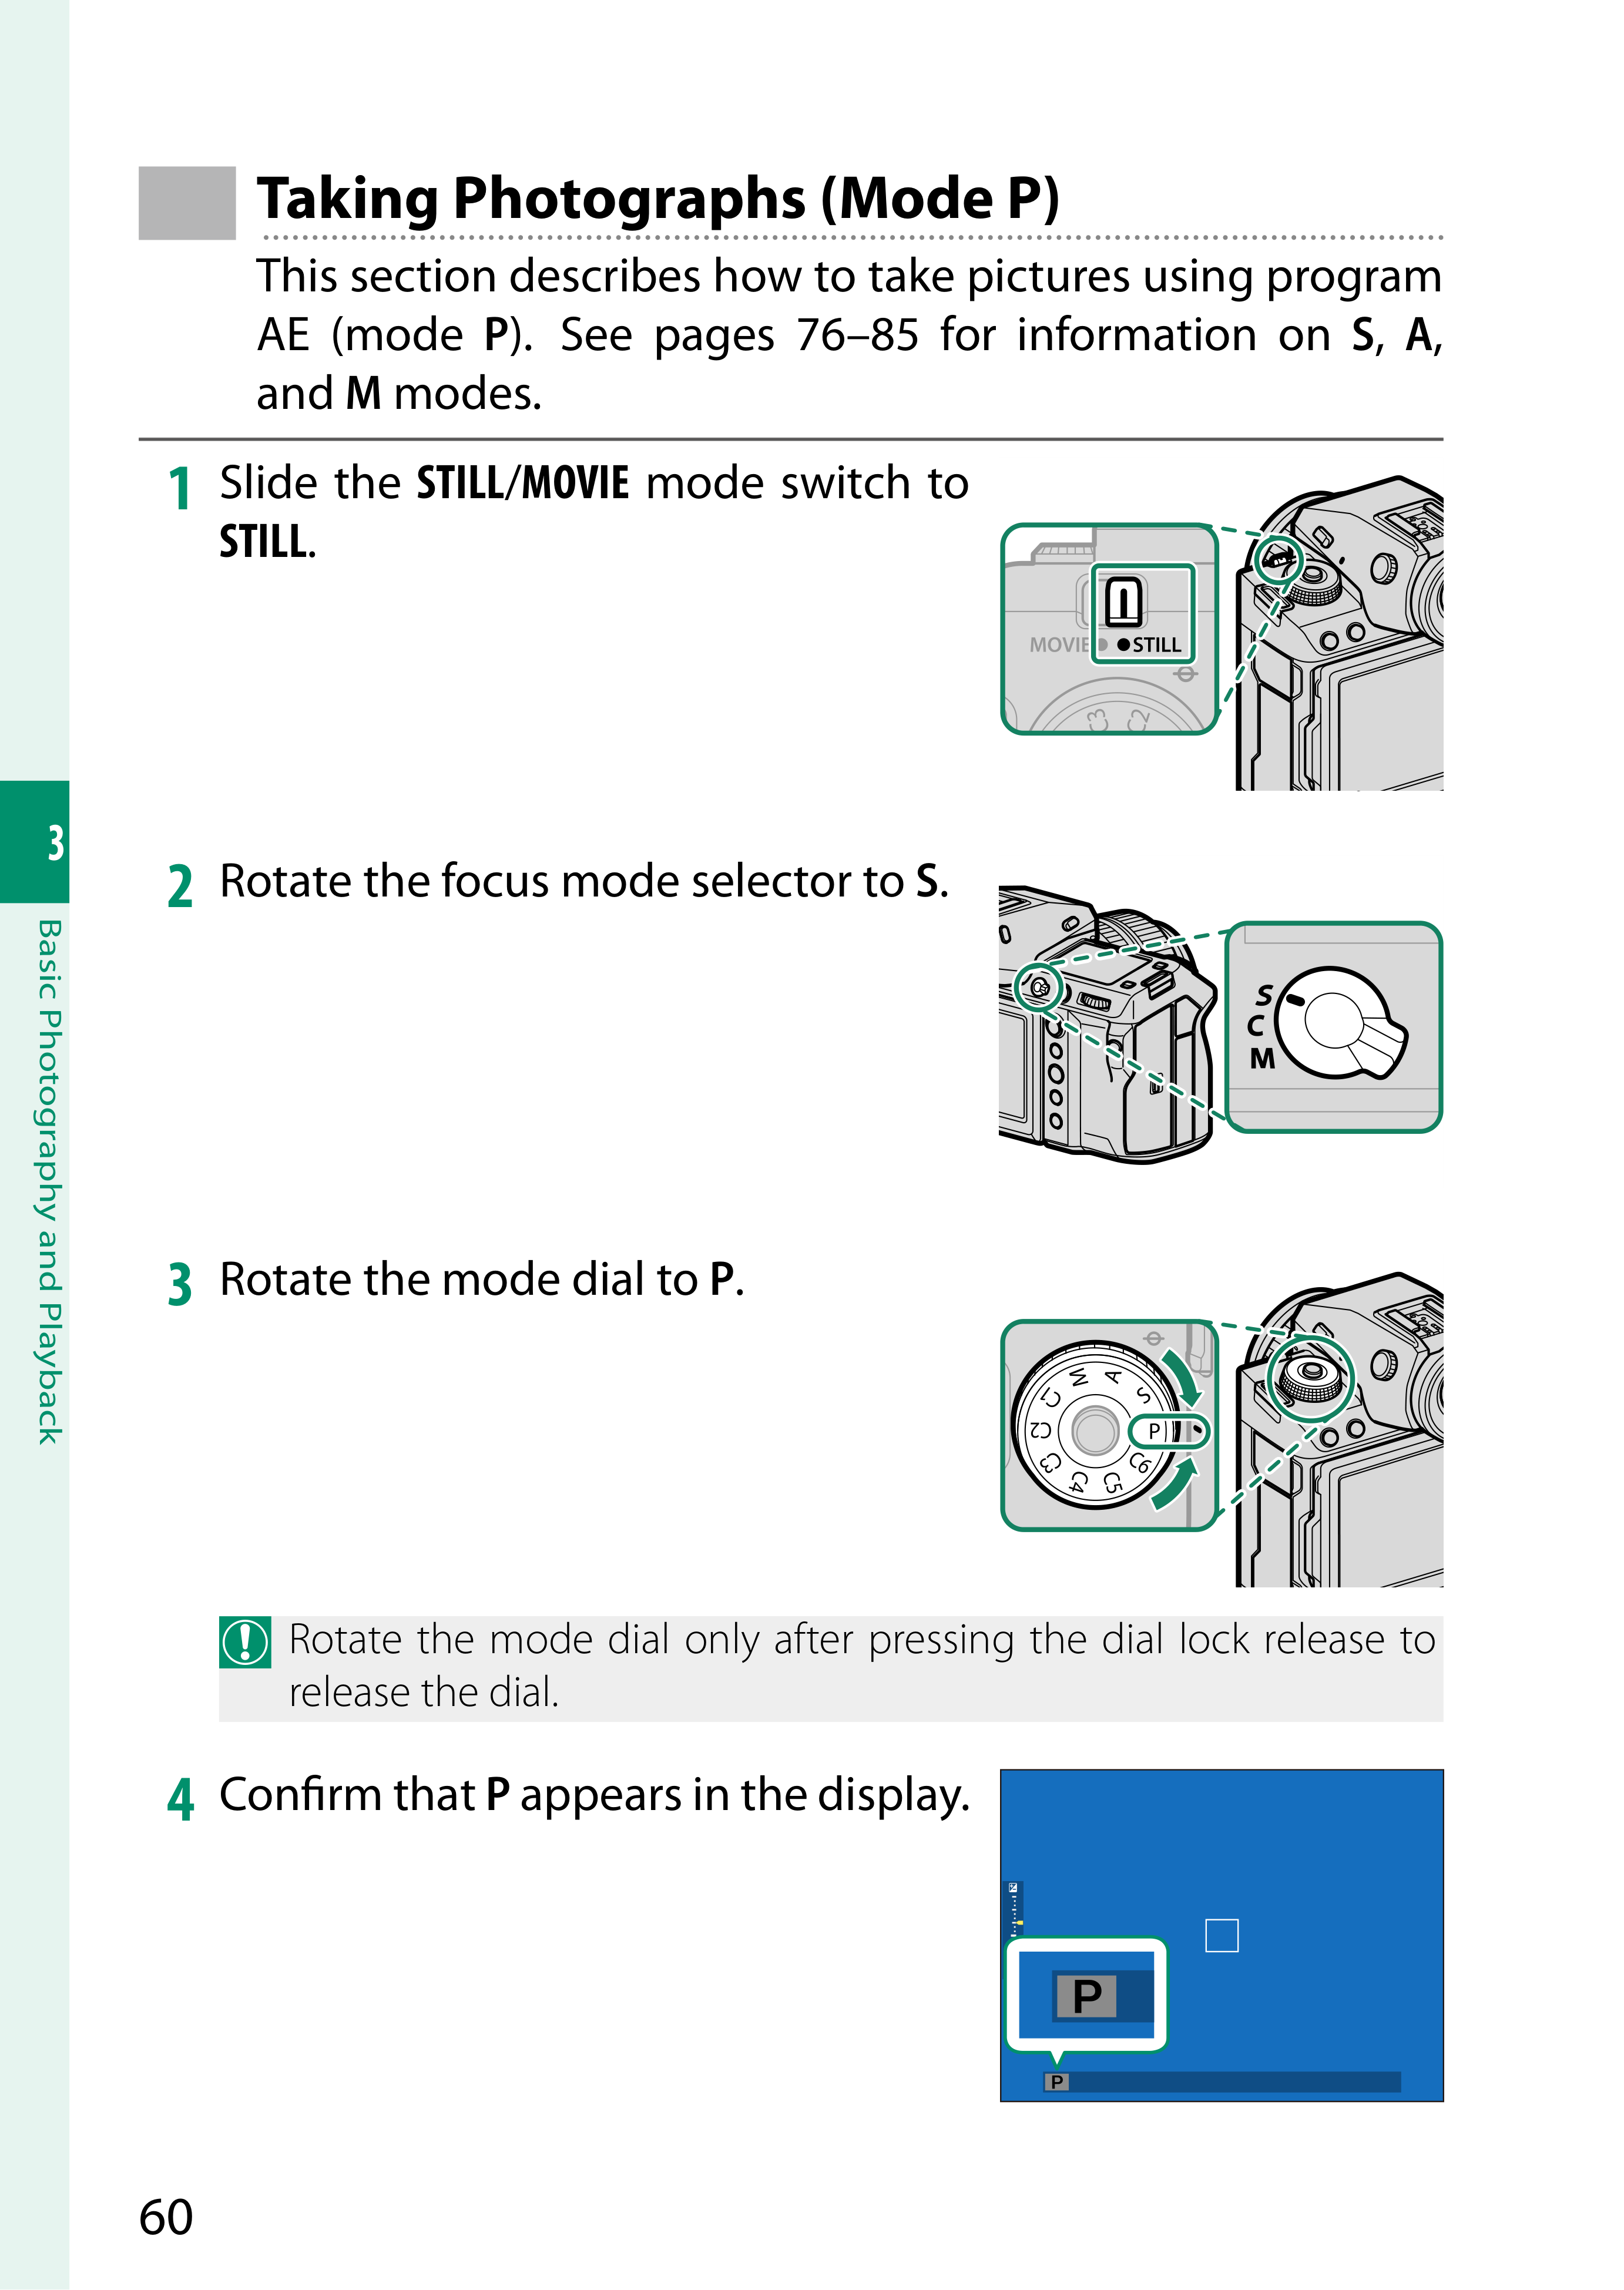 Taking Photographs (Mode P)
This section describes how to take pictures using program
AE (mode P). See pages 76–85 for information on S, A,
and M modes.
1 Slide the STILL/MOVIE mode switch to
STILL.
MOVIE STILL
C3 C2
2 Rotate the focus mode selector to S.
S
C
M
3 Rotate the mode dial to P.
M A S P C6 C5 C4 C3 C2 C1
Rotate the mode dial only after pressing the dial lock release to
release the dial.
4 Confirm that P appears in the display.
P
P
3
Basic Photography and Playback
60